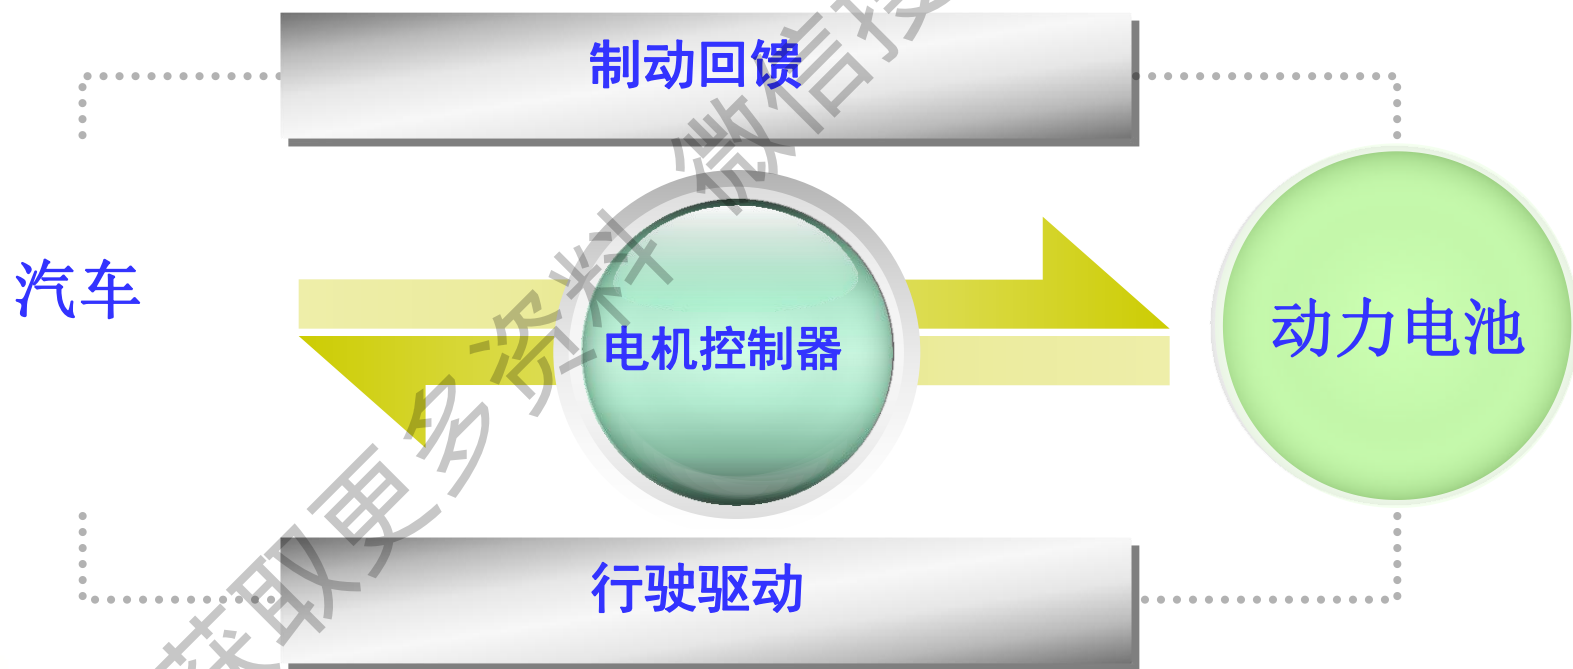 制动回馈
汽车
电机控制器
动力电池
行驶驱动
获取更多资料 微信搜